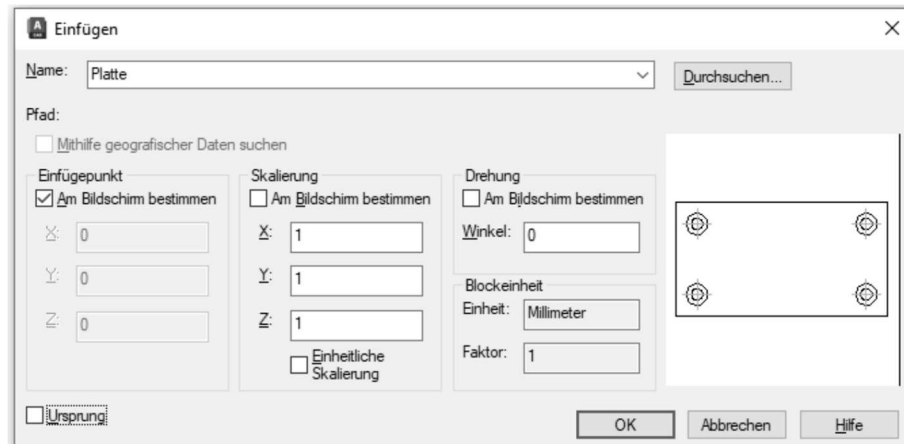 Einfügen
Name: Platte Durchsuchen...
Pfad:
Mithilfe geografischer Daten suchen
Einfügepunkt
Am Bildschirm bestimmen
X: 0
Y: 0
Z: 0
Skalierung
Am Bildschirm bestimmen
X: 1
Y: 1
Z: 1
Einheitliche
Skalierung
Drehung
Am Bildschirm bestimmen
Winkel: 0
Blockeinheit
Einheit: Millimeter
Faktor: 1
Ursprung
OK Abbrechen Hilfe